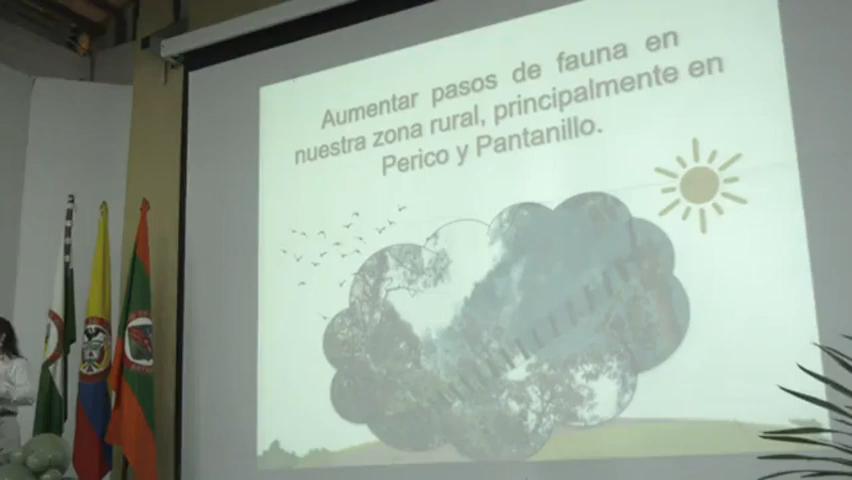 Aumentar pasos de fauna en
nuestra zona rural, principalmente en
Perico y Pantanillo.